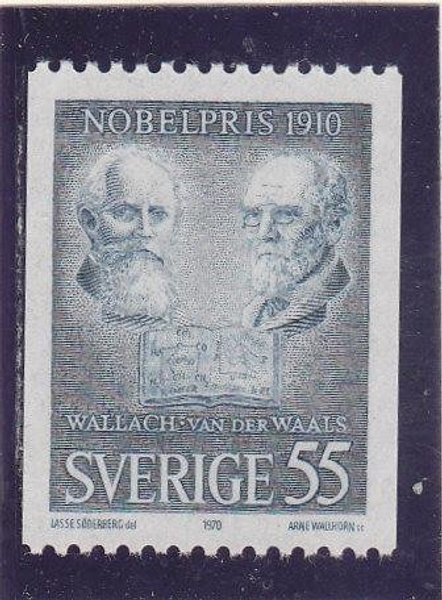 NOBELPRIS 1910
WALLACH · VAN DER WAALS
SVERIGE 55
LASSE SÖDERBERG del 1970 ARNE WALLHORN sc